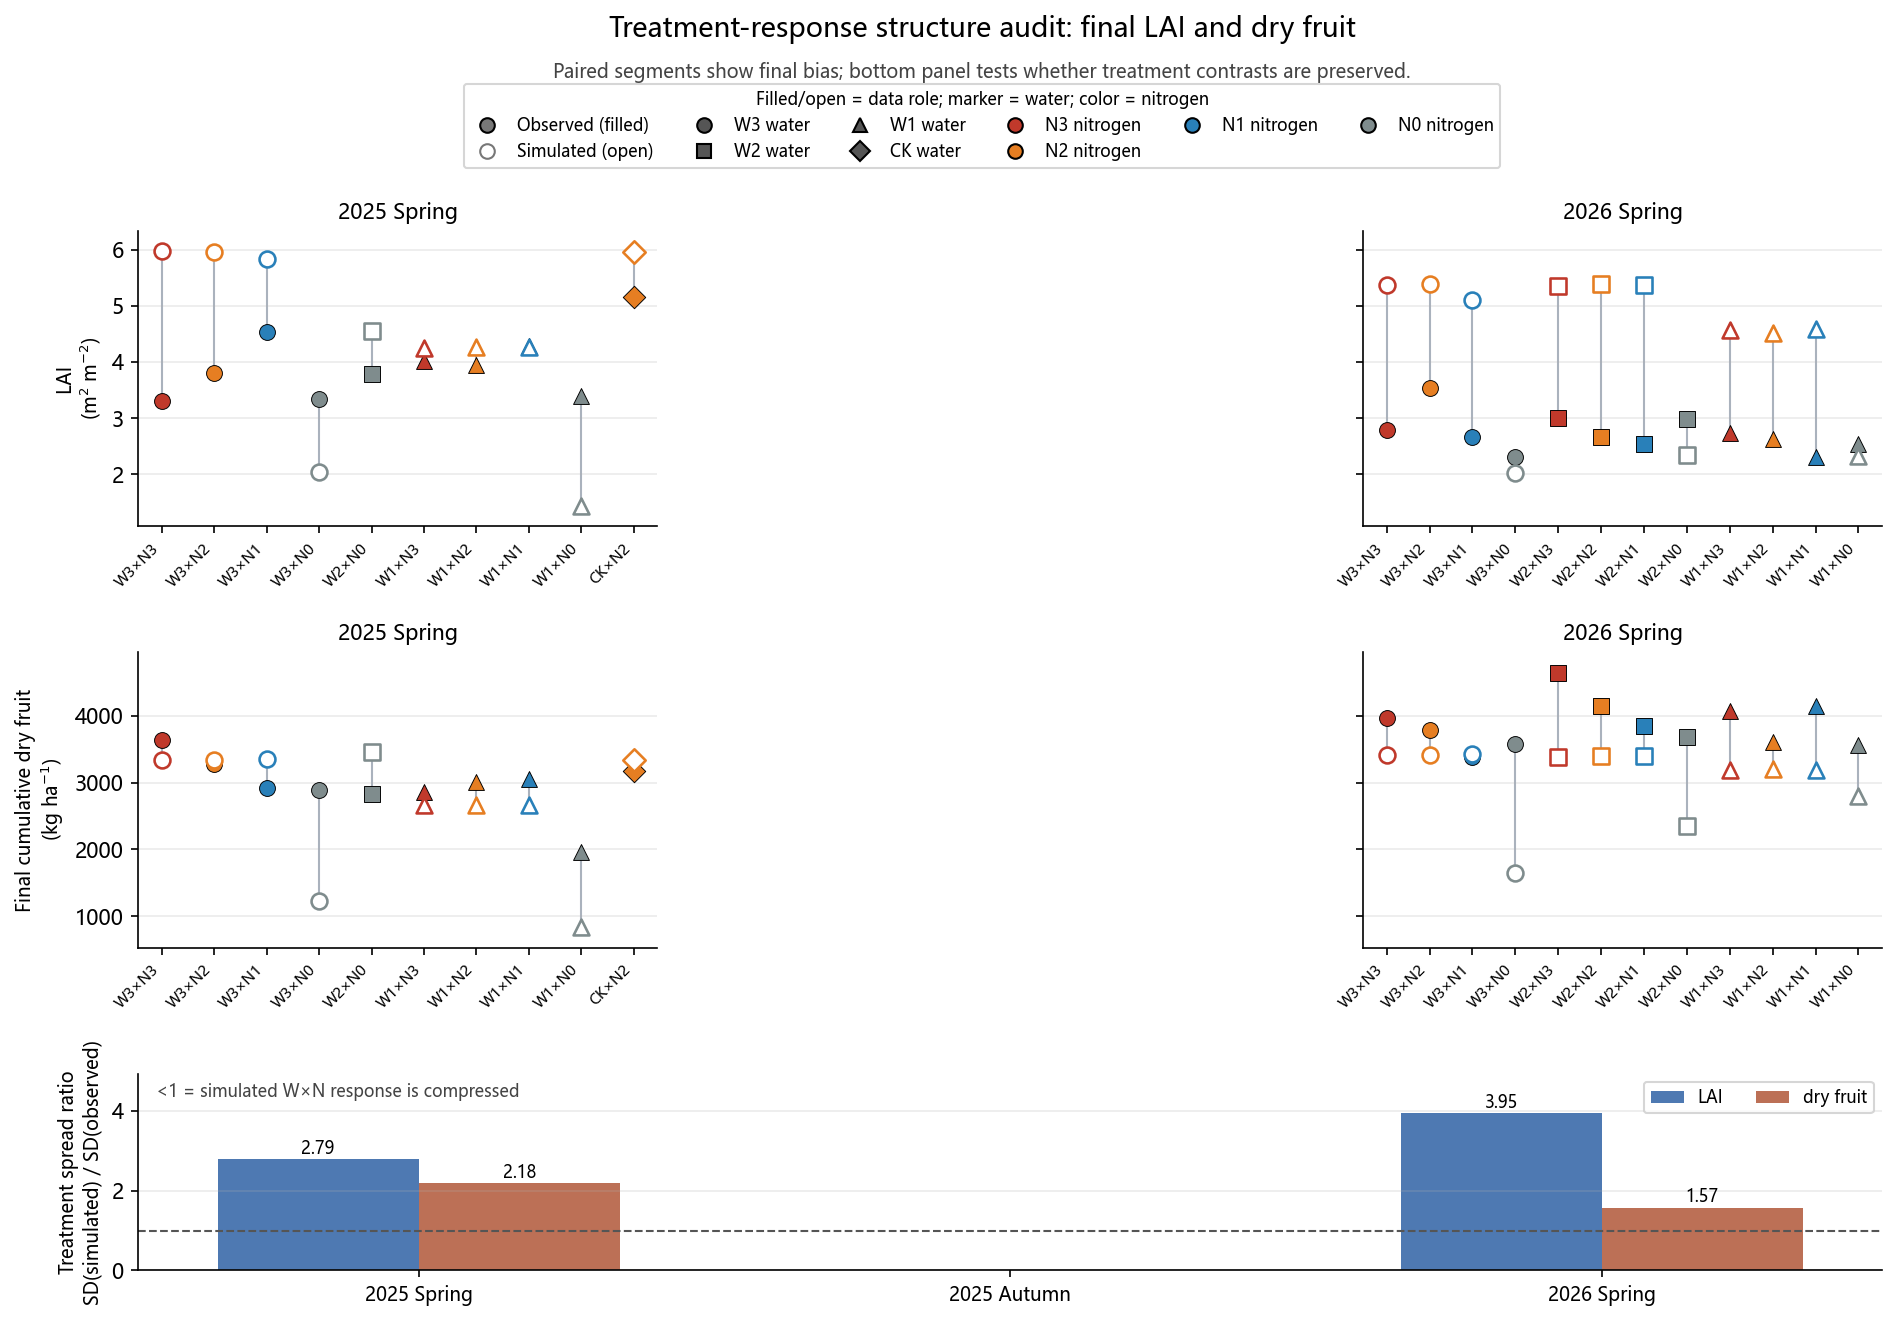 Treatment-response structure audit: final LAI and dry fruit
Paired segments show final bias; bottom panel tests whether treatment contrasts are preserved.
Filled/open = data role; marker = water; color = nitrogen
Observed (filled) W3 water W1 water N3 nitrogen N1 nitrogen N0 nitrogen
Simulated (open) W2 water CK water N2 nitrogen
2025 Spring
LAI
(m² m⁻²)
6
5
4
3
2
W3×N3 W3×N2 W3×N1 W3×N0 W2×N0 W1×N3 W1×N2 W1×N1 W1×N0 CK×N2
2026 Spring
W3×N3 W3×N2 W3×N1 W3×N0 W2×N3 W2×N2 W2×N1 W2×N0 W1×N3 W1×N2 W1×N1 W1×N0
2025 Spring
Final cumulative dry fruit
(kg ha⁻¹)
4000
3000
2000
1000
W3×N3 W3×N2 W3×N1 W3×N0 W2×N0 W1×N3 W1×N2 W1×N1 W1×N0 CK×N2
2026 Spring
W3×N3 W3×N2 W3×N1 W3×N0 W2×N3 W2×N2 W2×N1 W2×N0 W1×N3 W1×N2 W1×N1 W1×N0
Treatment spread ratio
SD(simulated) / SD(observed)
<1 = simulated W×N response is compressed
LAI dry fruit
4
2
0
2.79
2.18
3.95
1.57
2025 Spring 2025 Autumn 2026 Spring